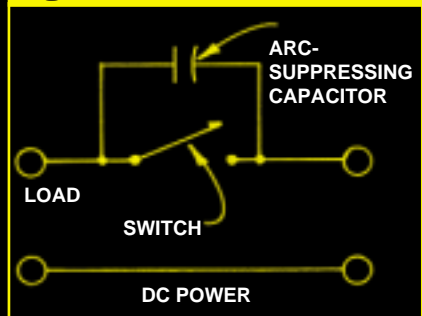 ARC-
SUPPRESSING
CAPACITOR
LOAD
SWITCH
DC POWER